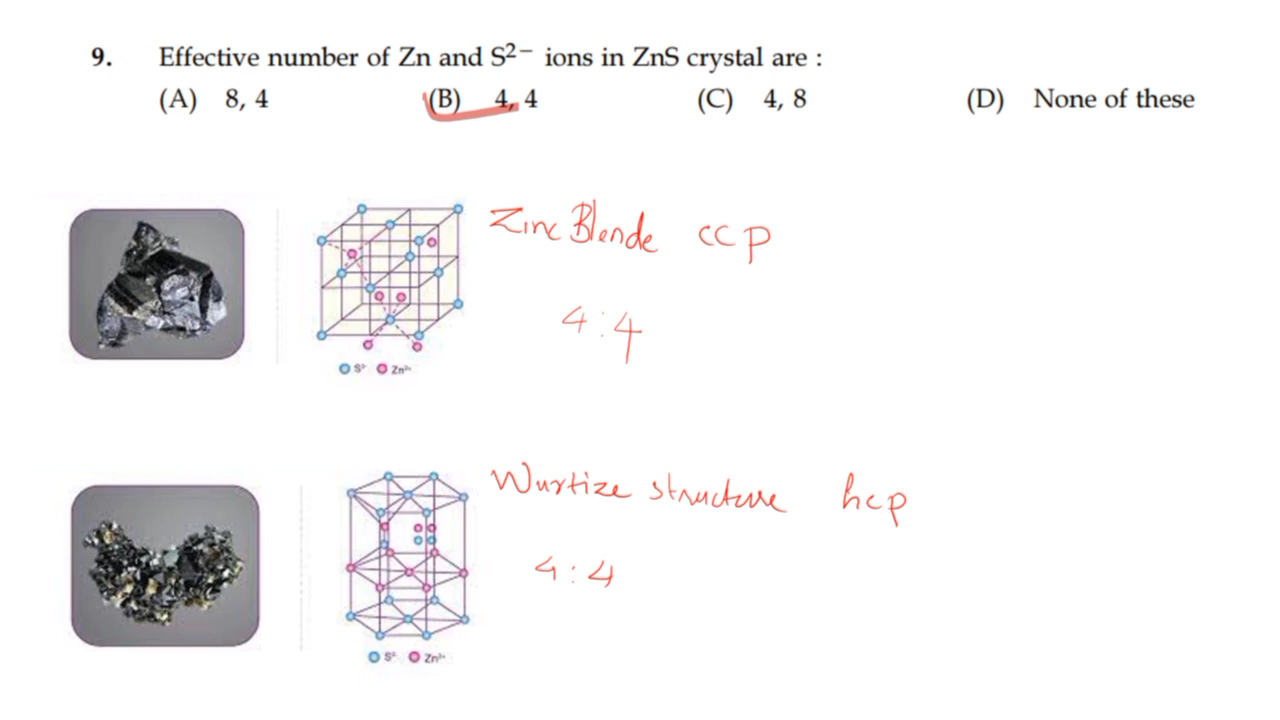 9. Effective number of Zn and S²⁻ ions in ZnS crystal are :
(A) 8, 4 (B) 4, 4 (C) 4, 8 (D) None of these
Zinc Blende ccp
4:4
S²⁻ Zn²⁺
Wurtize structure hcp
4:4
S²⁻ Zn²⁺